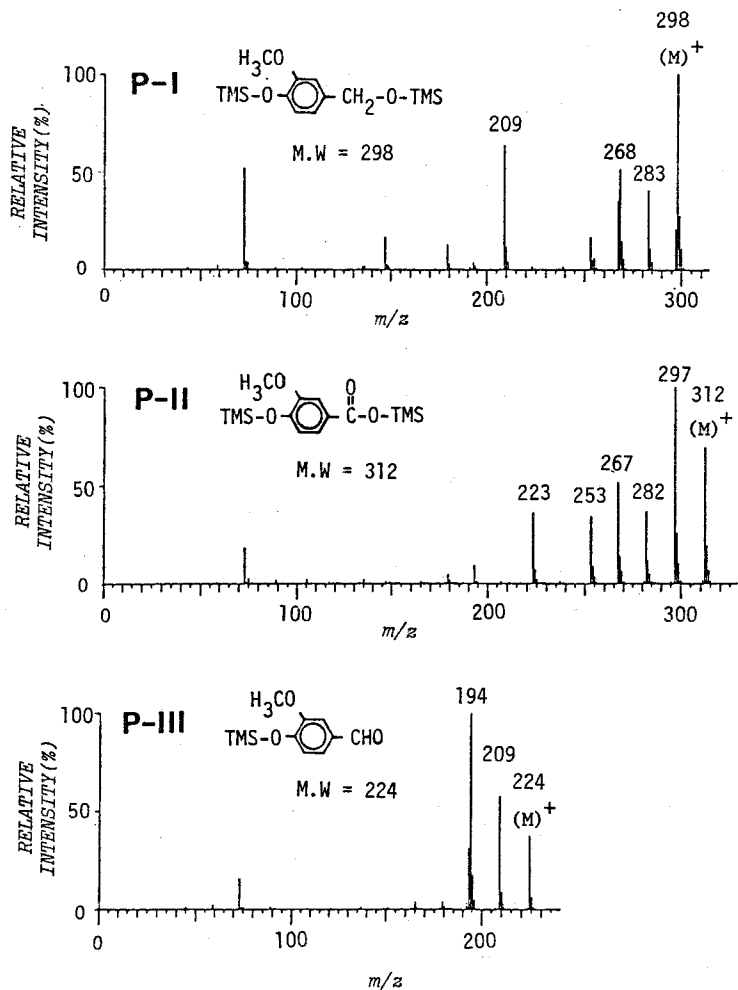 P-I
H3CO
TMS-O- -CH2-O-TMS
M.W = 298
298
(M)+
209
268
283
100
50
0
RELATIVE
INTENSITY(%)
0 100 200 300
m/z
P-II
H3CO
O
TMS-O- -C-O-TMS
M.W = 312
297
312
(M)+
267
223
253
282
100
50
0
RELATIVE
INTENSITY(%)
0 100 200 300
m/z
P-III
H3CO
TMS-O- -CHO
M.W = 224
194
209
224
(M)+
100
50
0
RELATIVE
INTENSITY(%)
0 100 200
m/z